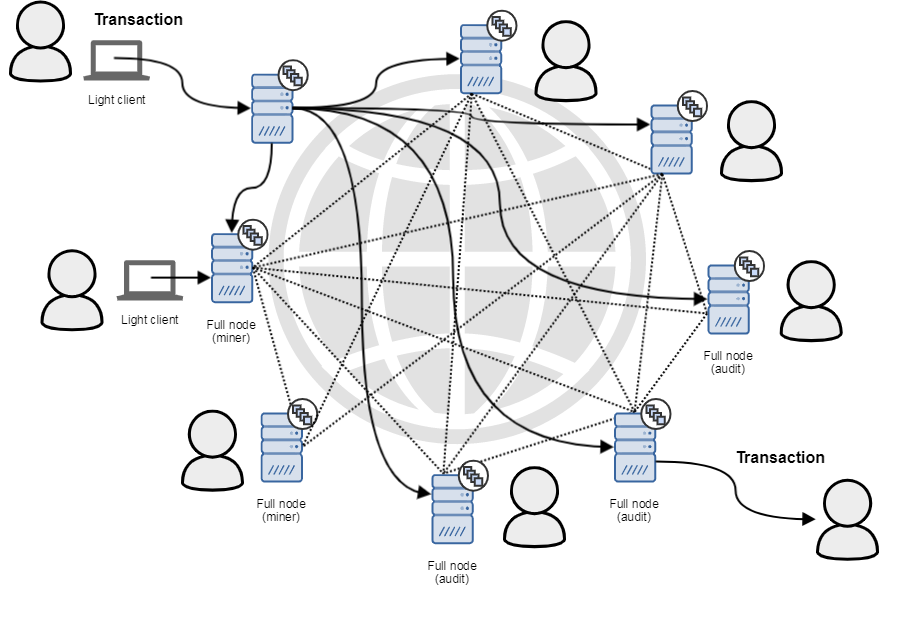 Transaction
Light client
Light client
Full node
(miner)
Full node
(audit)
Transaction
Full node
(miner)
Full node
(audit)
Full node
(audit)